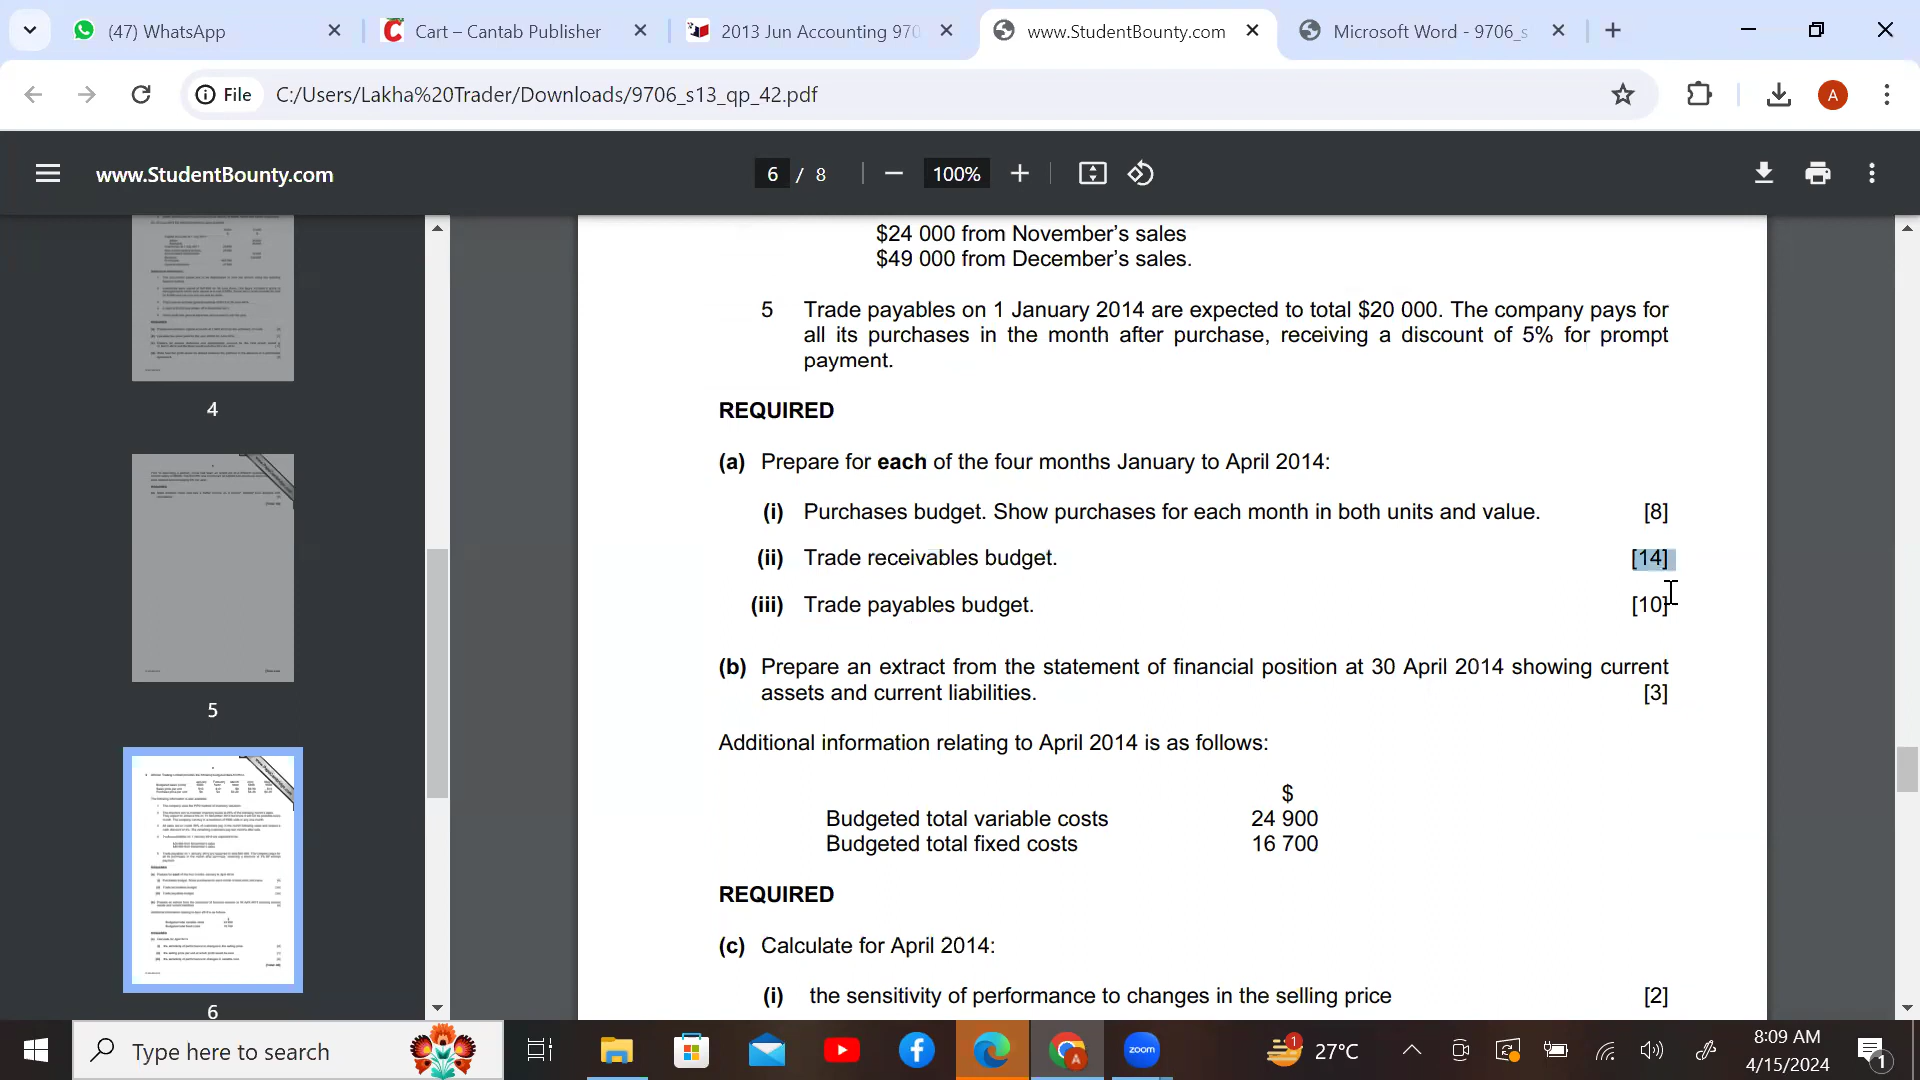 (47) WhatsApp
Cart – Cantab Publisher
2013 Jun Accounting 970
www.StudentBounty.com
Microsoft Word - 9706_s
File
C:/Users/Lakha%20Trader/Downloads/9706_s13_qp_42.pdf
A
www.StudentBounty.com
6 / 8
100%
$24 000 from November's sales
$49 000 from December's sales.
5 Trade payables on 1 January 2014 are expected to total $20 000. The company pays for
all its purchases in the month after purchase, receiving a discount of 5% for prompt
payment.
REQUIRED
(a) Prepare for each of the four months January to April 2014:
(i) Purchases budget. Show purchases for each month in both units and value. [8]
(ii) Trade receivables budget. [14]
(iii) Trade payables budget. [10]
(b) Prepare an extract from the statement of financial position at 30 April 2014 showing current
assets and current liabilities. [3]
Additional information relating to April 2014 is as follows:
$
Budgeted total variable costs 24 900
Budgeted total fixed costs 16 700
REQUIRED
(c) Calculate for April 2014:
(i) the sensitivity of performance to changes in the selling price [2]
4
5
6
Type here to search
zoom
A
1
27°C
8:09 AM
4/15/2024
1